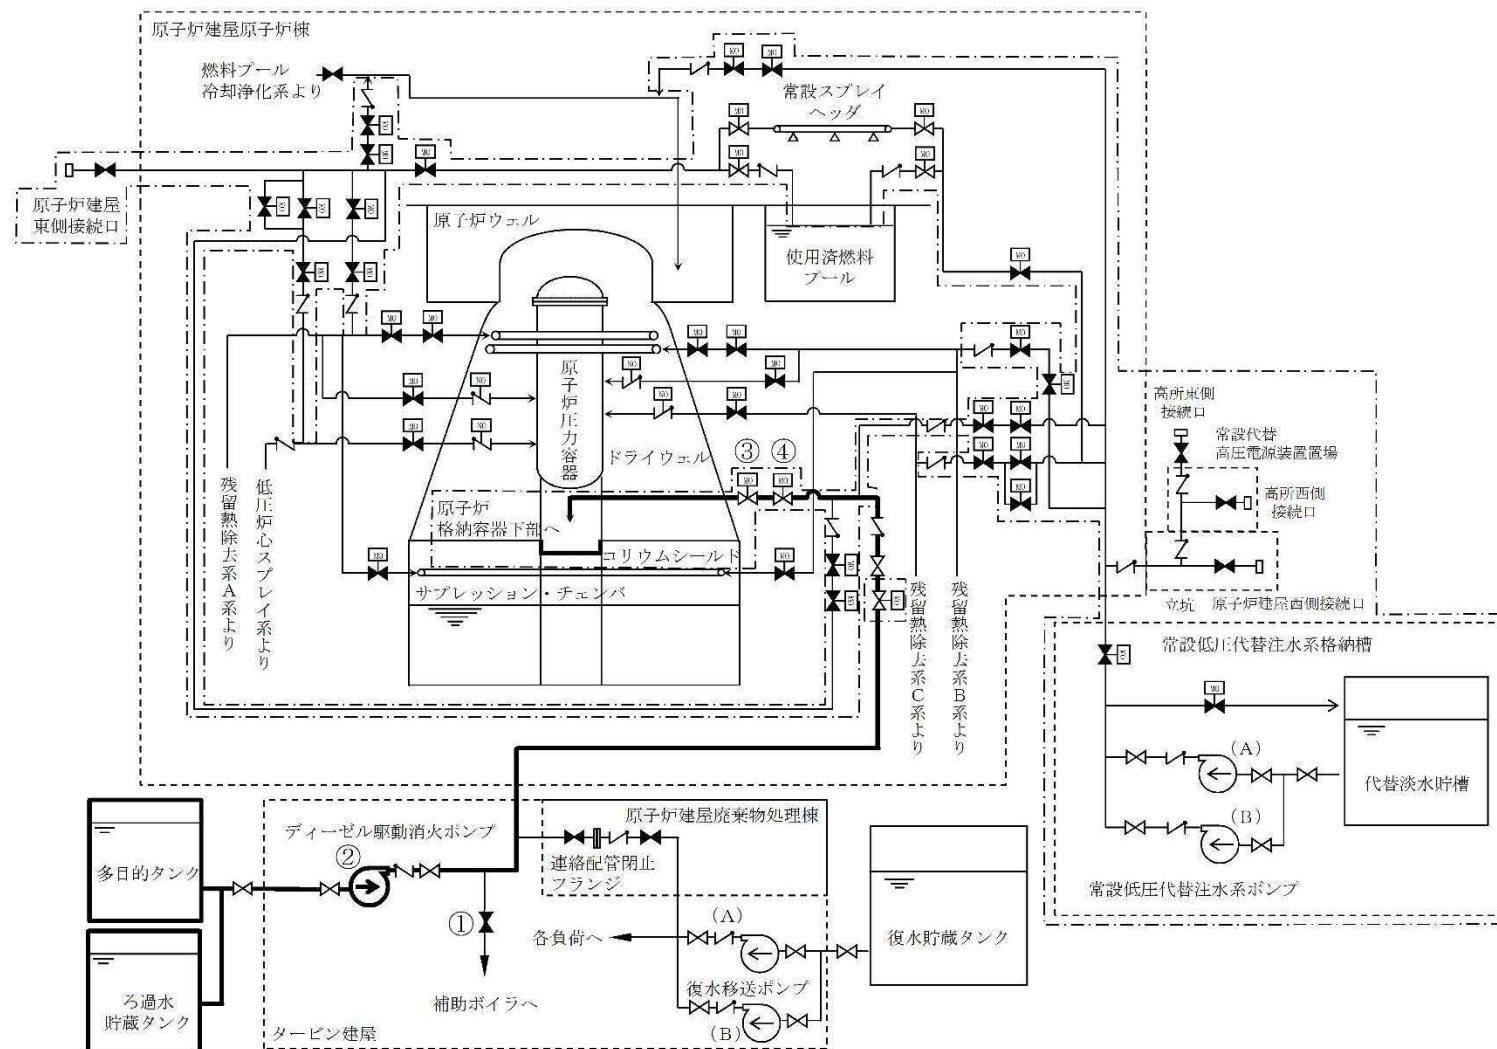 原子炉建屋原子炉棟
燃料プール
冷却浄化系より
常設スプレイ
ヘッダ
原子炉建屋
東側接続口
原子炉ウェル
使用済燃料
プール
原子炉圧力容器
ドライウェル
③ ④
原子炉
格納容器下部へ
コリウムシールド
サプレッション・チェンバ
残留熱除去系A系より
低圧炉心スプレイ系より
残留熱除去系C系より
残留熱除去系B系より
高所東側
接続口
常設代替
高圧電源装置置場
高所西側
接続口
立坑
原子炉建屋西側接続口
常設低圧代替注水系格納槽
(A)
(B)
代替淡水貯槽
常設低圧代替注水系ポンプ
多目的タンク
ろ過水
貯蔵タンク
ディーゼル駆動消火ポンプ
②
①
補助ボイラへ
タービン建屋
原子炉建屋廃棄物処理棟
連絡配管閉止
フランジ
各負荷へ
(A)
復水移送ポンプ
(B)
復水貯蔵タンク
MO